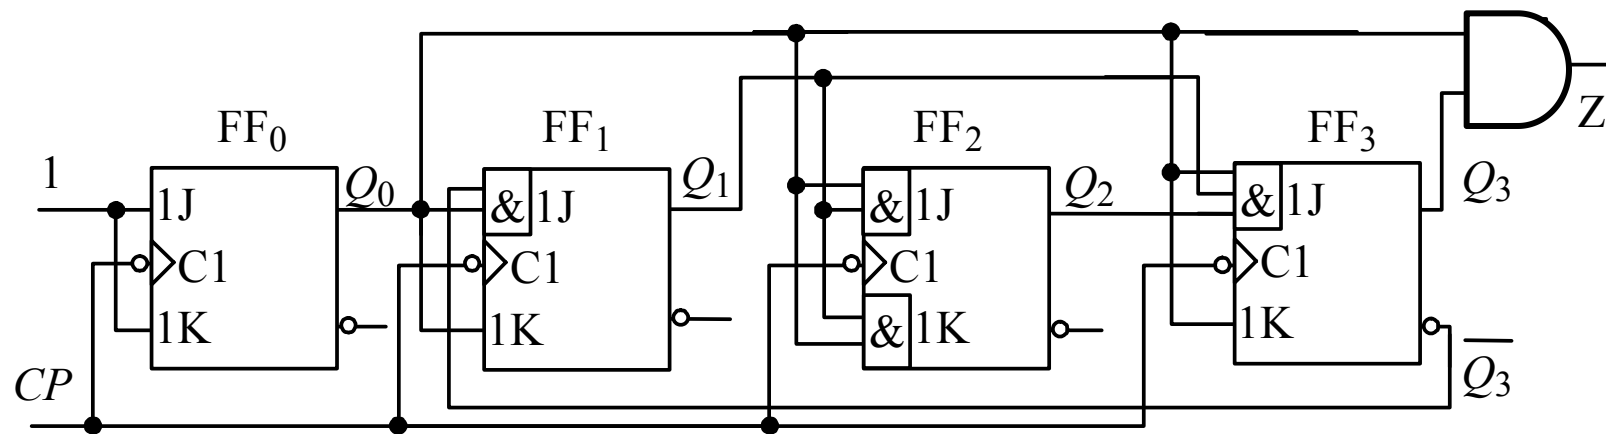 FF₀ FF₁ FF₂ FF₃ Z
1 Q₀ Q₁ Q₂ Q₃
1J & 1J & 1J & 1J
C1 C1 C1 C1
1K 1K & 1K 1K
CP Q̅₃